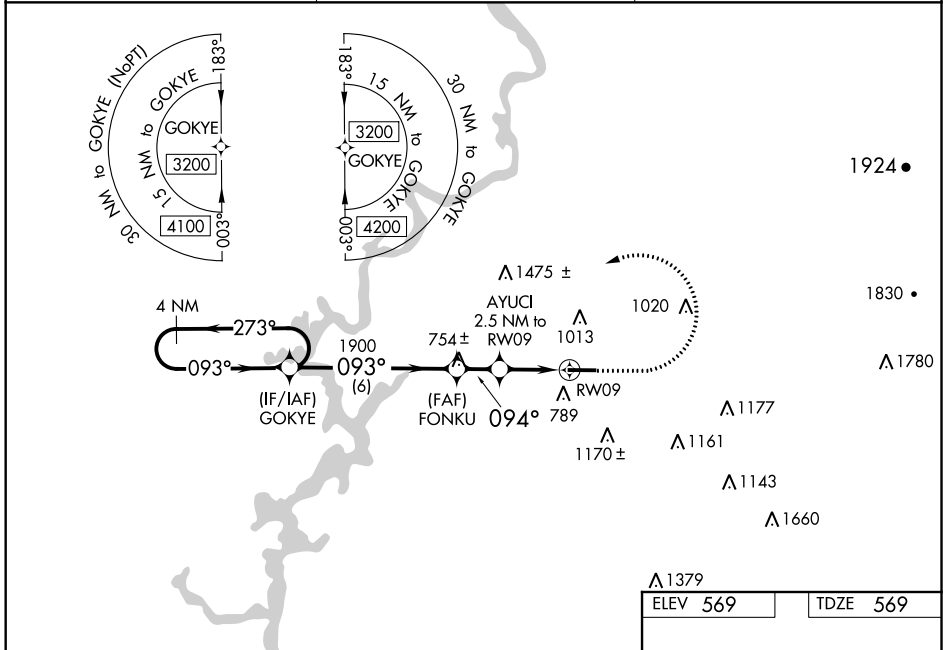 30 NM to GOKYE (NoPT)
15 NM to GOKYE
183°
GOKYE
3200
4100
003°
183°
15 NM to GOKYE
30 NM to GOKYE
3200
GOKYE
4200
003°
1924
1475 ±
1830
4 NM
273°
093°
(IF/IAF)
GOKYE
1900
093°
(6)
754±
(FAF)
FONKU
AYUCI
2.5 NM to
RW09
094°
1013
1020
RW09
789
1780
1177
1170 ±
1161
1143
1660
1379
ELEV 569
TDZE 569